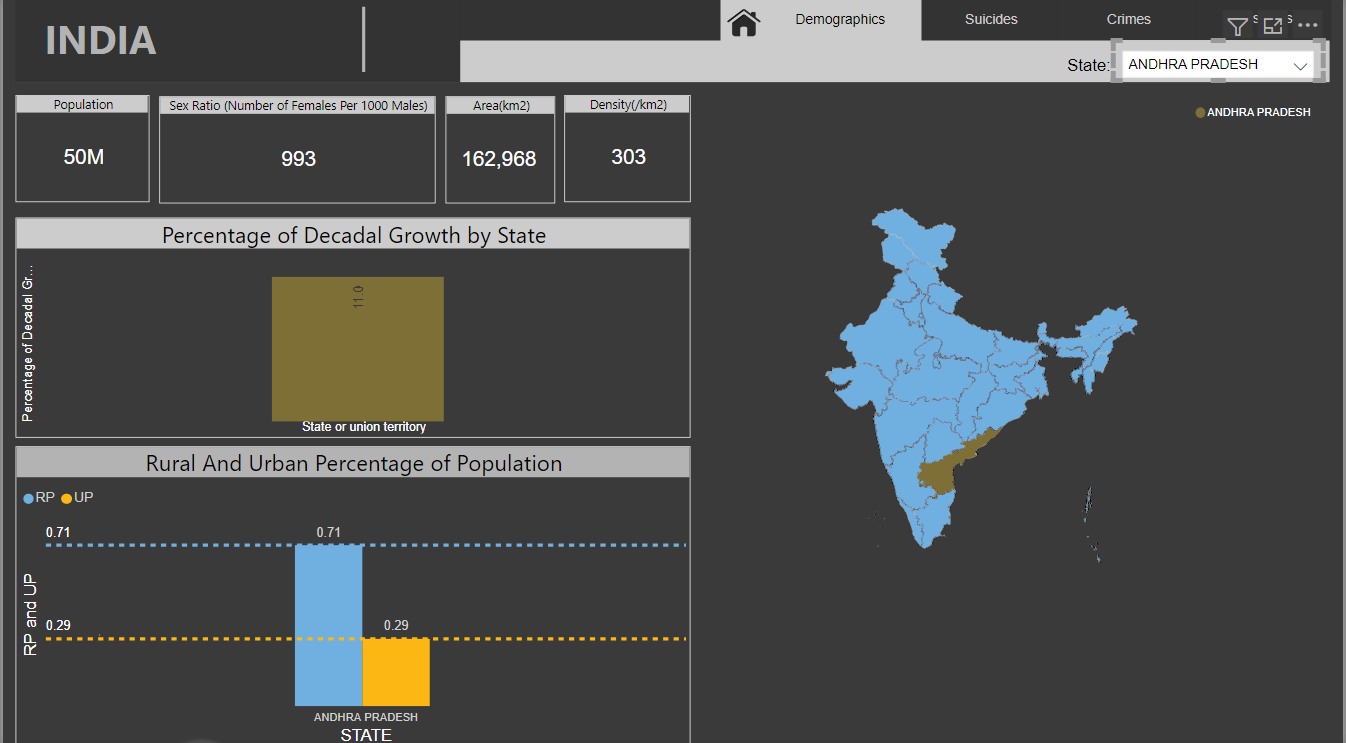 INDIA
Demographics
Suicides
Crimes
State:
ANDHRA PRADESH
Population
50M
Sex Ratio (Number of Females Per 1000 Males)
993
Area(km2)
162,968
Density(/km2)
303
ANDHRA PRADESH
Percentage of Decadal Growth by State
Percentage of Decadal Gr...
11.0
State or union territory
Rural And Urban Percentage of Population
RP UP
RP and UP
0.71
0.71
0.29
0.29
ANDHRA PRADESH
STATE